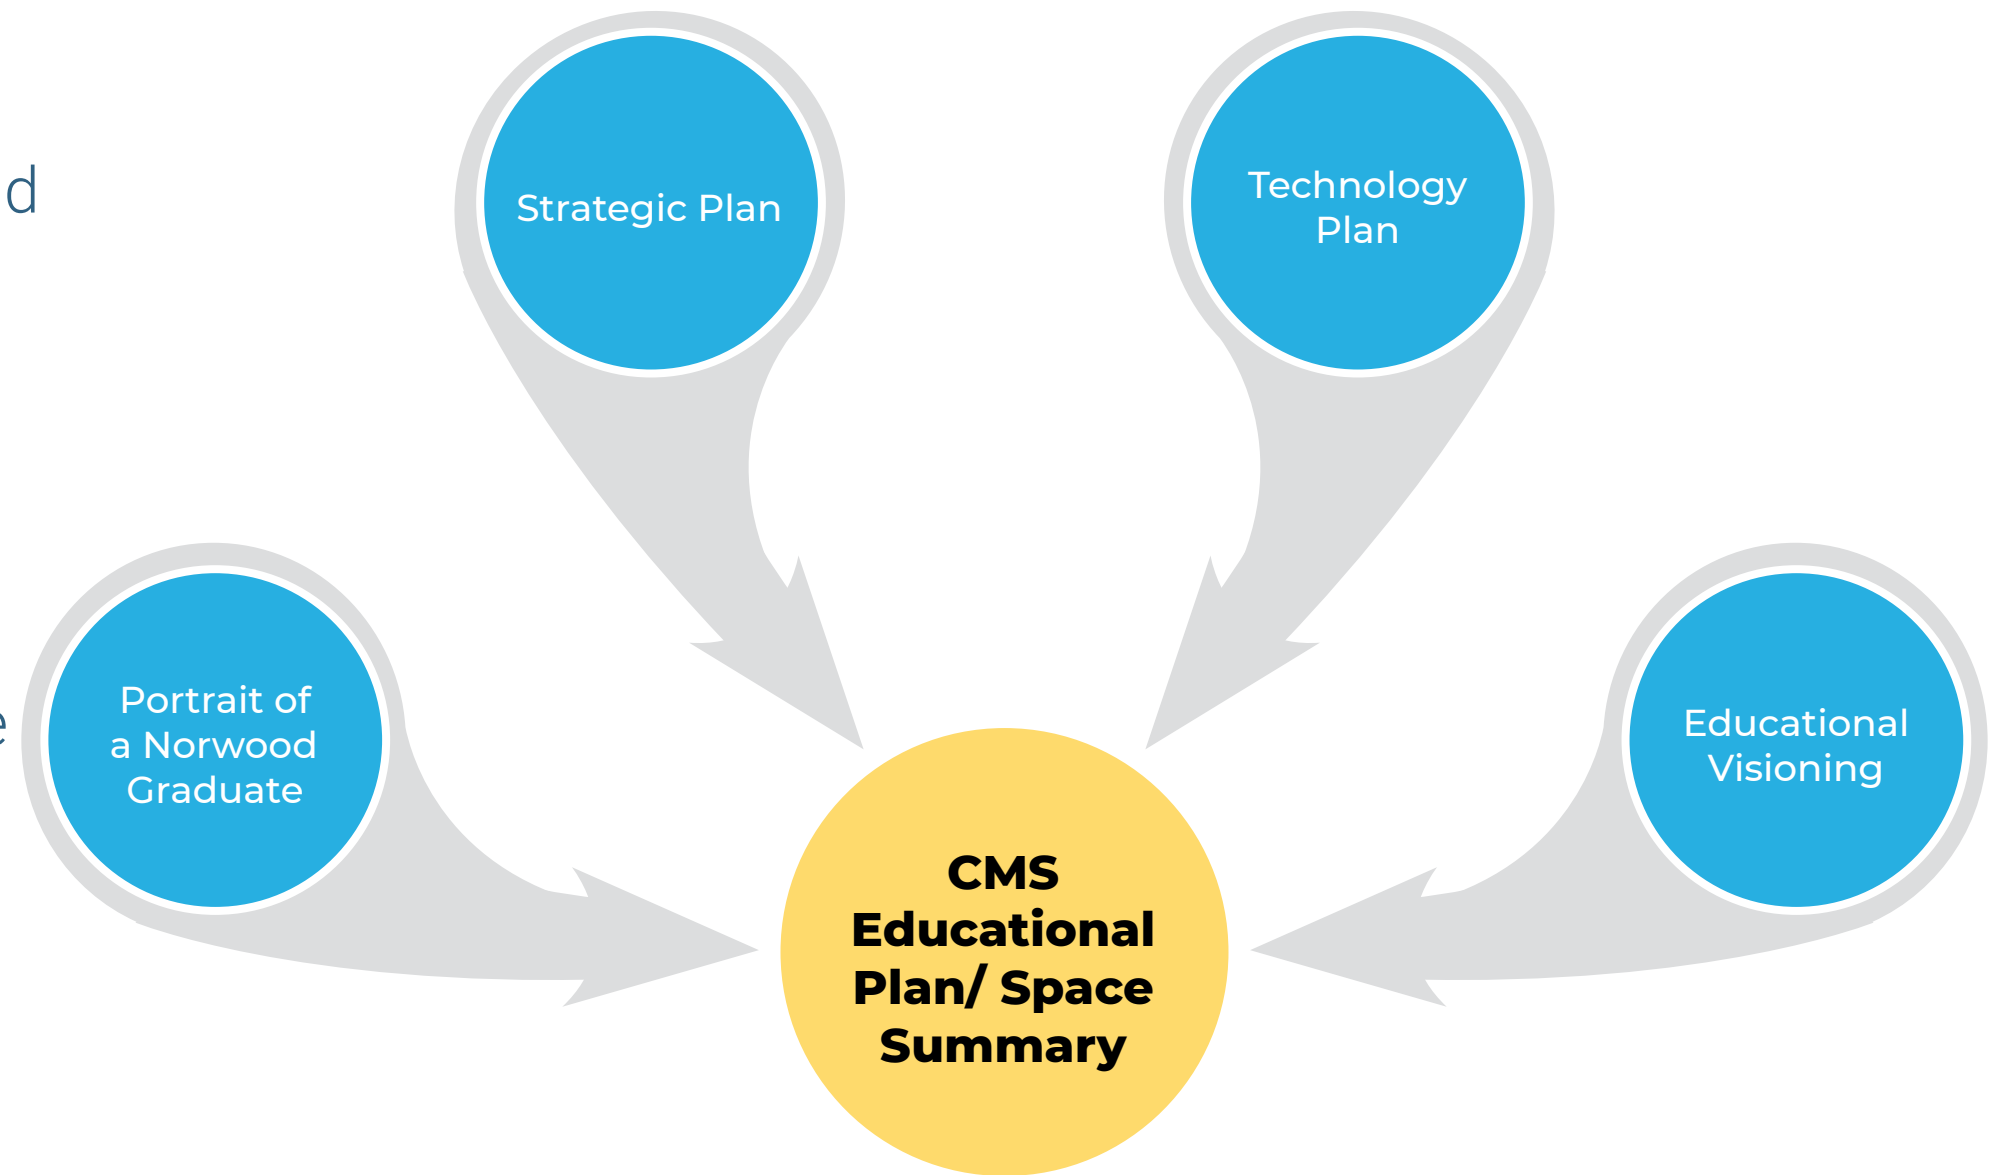 d
Strategic Plan
Technology
Plan
e
Portrait of
a Norwood
Graduate
Educational
Visioning
CMS
Educational
Plan/ Space
Summary